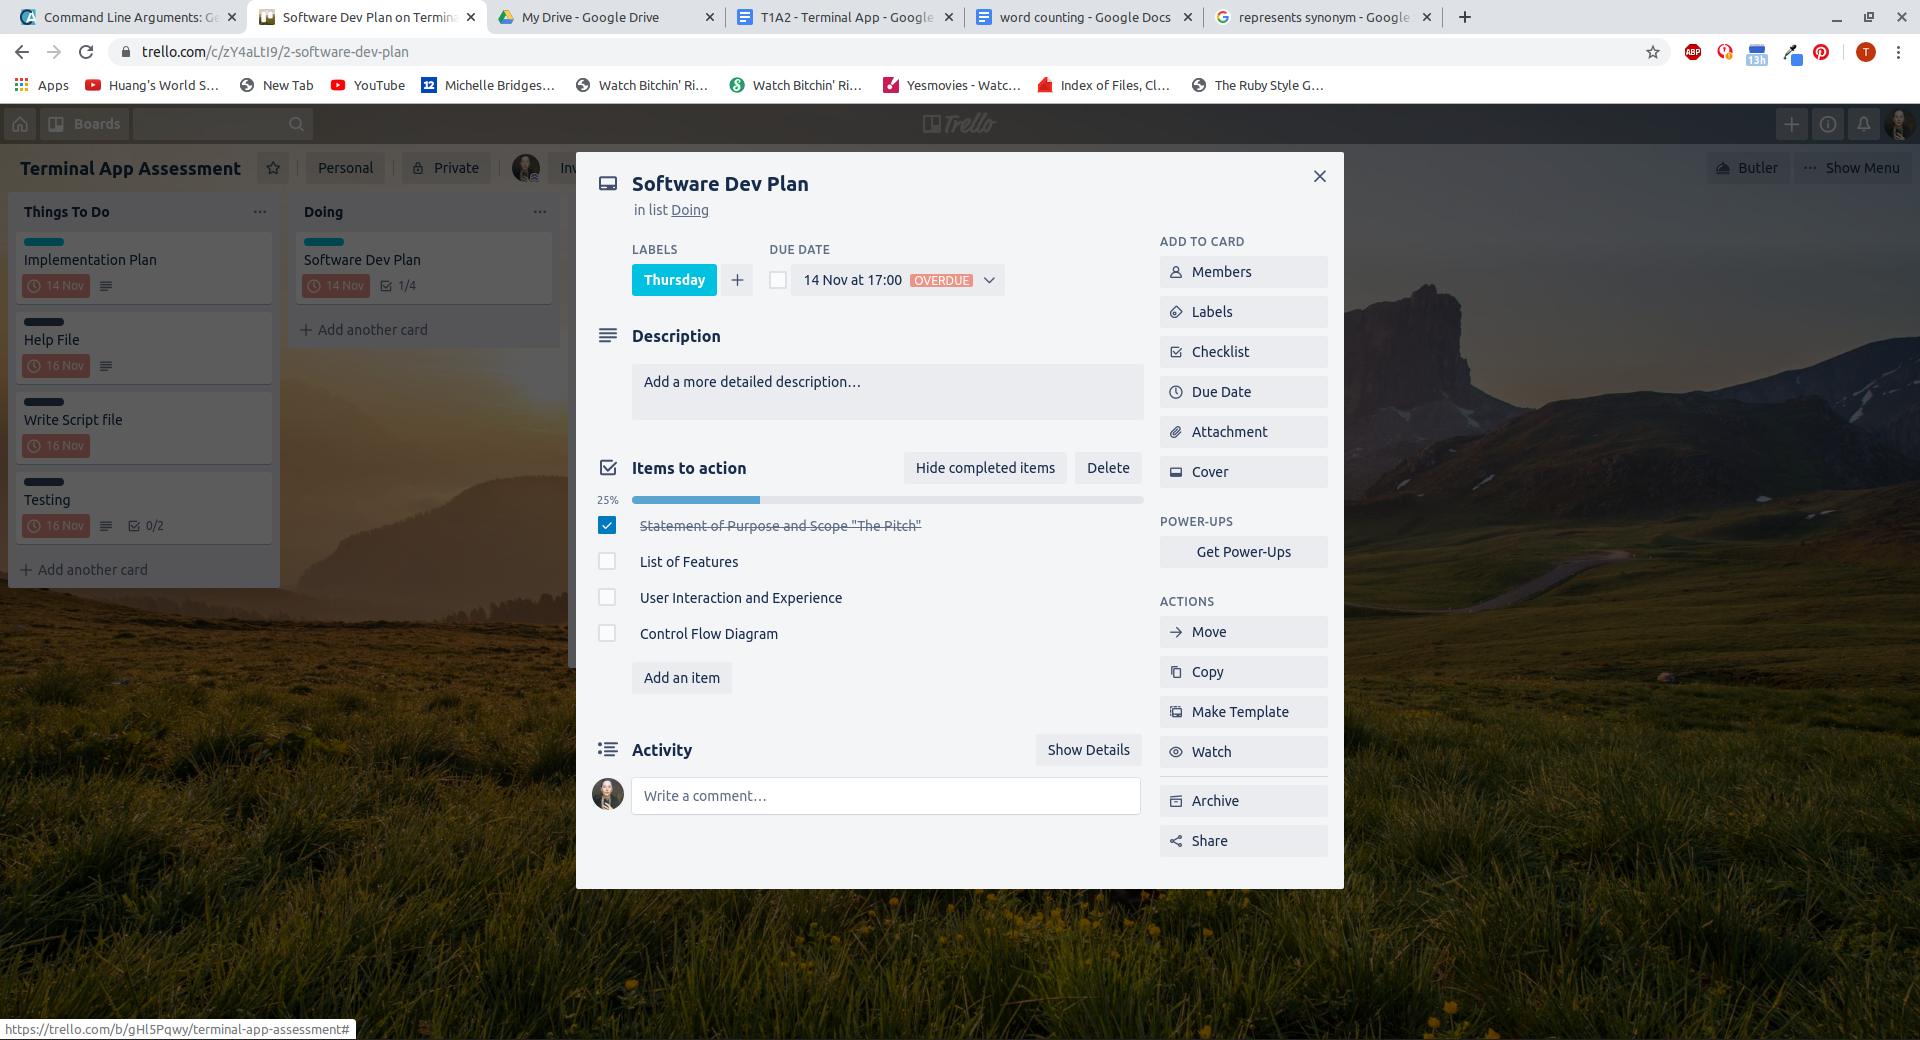 Command Line Arguments: Ge
Software Dev Plan on Termina
My Drive - Google Drive
T1A2 - Terminal App - Google
word counting - Google Docs
represents synonym - Google
trello.com/c/zY4aLtI9/2-software-dev-plan
ABP
13h
T
Apps
Huang's World S...
New Tab
YouTube
12
Michelle Bridges...
Watch Bitchin' Ri...
Watch Bitchin' Ri...
Yesmovies - Watc...
Index of Files, Cl...
The Ruby Style G...
Boards
Trello
Terminal App Assessment
Personal
Private
Inv
Butler
Show Menu
Things To Do
Implementation Plan
14 Nov
Help File
16 Nov
Write Script file
16 Nov
Testing
16 Nov
0/2
Add another card
Doing
Software Dev Plan
14 Nov
1/4
Add another card
Software Dev Plan
in list Doing
LABELS
Thursday
DUE DATE
14 Nov at 17:00 OVERDUE
Description
Add a more detailed description…
Items to action
Hide completed items
Delete
25%
Statement of Purpose and Scope "The Pitch"
List of Features
User Interaction and Experience
Control Flow Diagram
Add an item
Activity
Show Details
Write a comment…
ADD TO CARD
Members
Labels
Checklist
Due Date
Attachment
Cover
POWER-UPS
Get Power-Ups
ACTIONS
Move
Copy
Make Template
Watch
Archive
Share
https://trello.com/b/gHl5Pqwy/terminal-app-assessment#